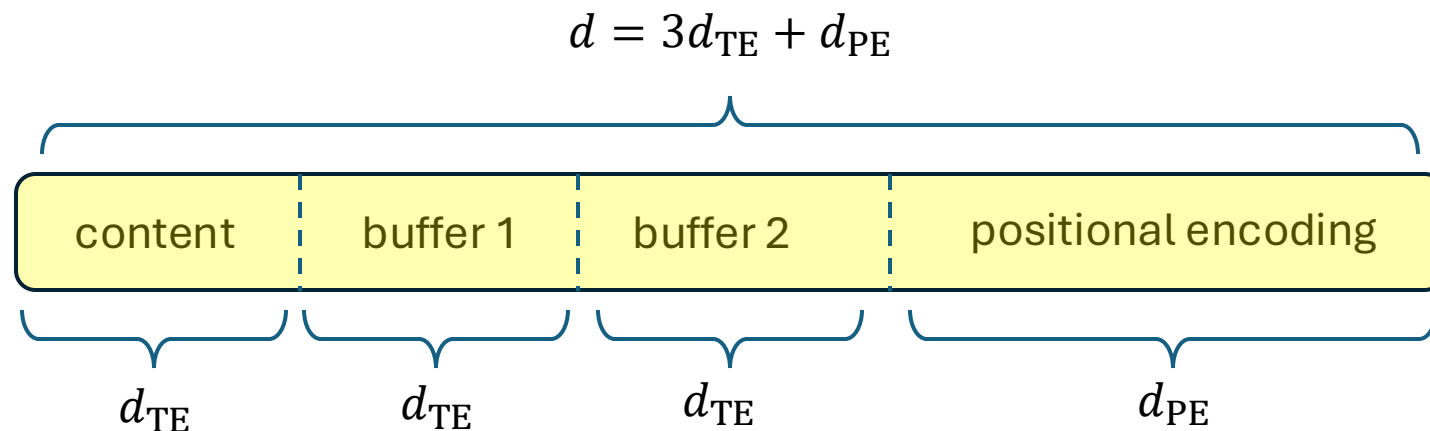 d = 3d_TE + d_PE
content buffer 1 buffer 2 positional encoding
d_TE d_TE d_TE d_PE